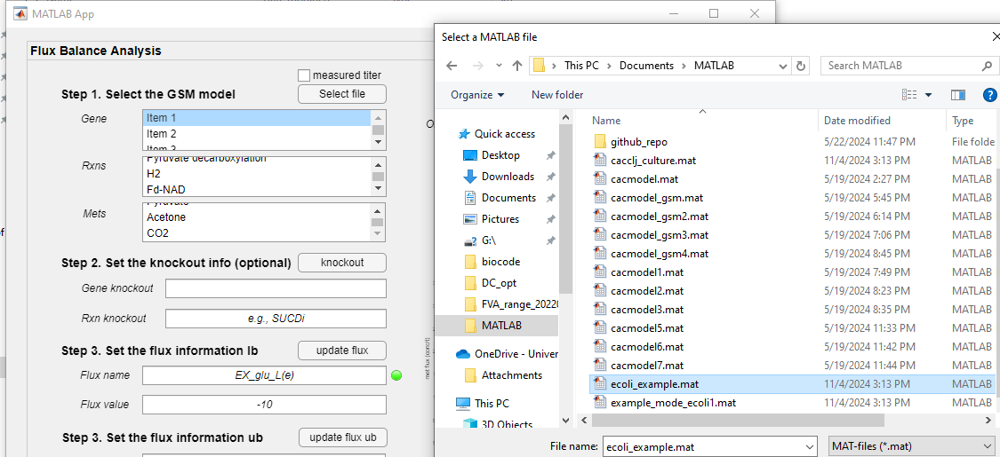 MATLAB App
Flux Balance Analysis
measured titer
Step 1. Select the GSM model
Select file
Gene
Item 1
Item 2
Item 3
Rxns
Pyruvate decarboxylation
H2
Fd-NAD
Mets
Pyruvate
Acetone
CO2
Step 2. Set the knockout info (optional)
knockout
Gene knockout
Rxn knockout
e.g., SUCDi
Step 3. Set the flux information lb
update flux
Flux name
EX_glu_L(e)
Flux value
-10
Step 3. Set the flux information ub
update flux ub
Select a MATLAB file
This PC > Documents > MATLAB
Search MATLAB
Organize
New folder
Quick access
Desktop
Downloads
Documents
Pictures
G:\
biocode
DC_opt
FVA_range_2022
MATLAB
OneDrive - Univer
Attachments
This PC
3D Objects
Name Date modified Type
github_repo 5/22/2024 11:47 PM File folde
cacclj_culture.mat 11/4/2024 3:13 PM MATLAB
cacmodel.mat 5/19/2024 2:27 PM MATLAB
cacmodel_gsm.mat 5/19/2024 5:45 PM MATLAB
cacmodel_gsm2.mat 5/19/2024 6:14 PM MATLAB
cacmodel_gsm3.mat 5/19/2024 7:06 PM MATLAB
cacmodel_gsm4.mat 5/19/2024 8:45 PM MATLAB
cacmodel1.mat 5/19/2024 7:49 PM MATLAB
cacmodel2.mat 5/19/2024 8:23 PM MATLAB
cacmodel3.mat 5/19/2024 8:35 PM MATLAB
cacmodel5.mat 5/19/2024 11:33 PM MATLAB
cacmodel6.mat 5/19/2024 11:42 PM MATLAB
cacmodel7.mat 5/19/2024 11:44 PM MATLAB
ecoli_example.mat 11/4/2024 3:13 PM MATLAB
example_mode_ecoli1.mat 11/4/2024 3:13 PM MATLAB
File name:
ecoli_example.mat
MAT-files (*.mat)